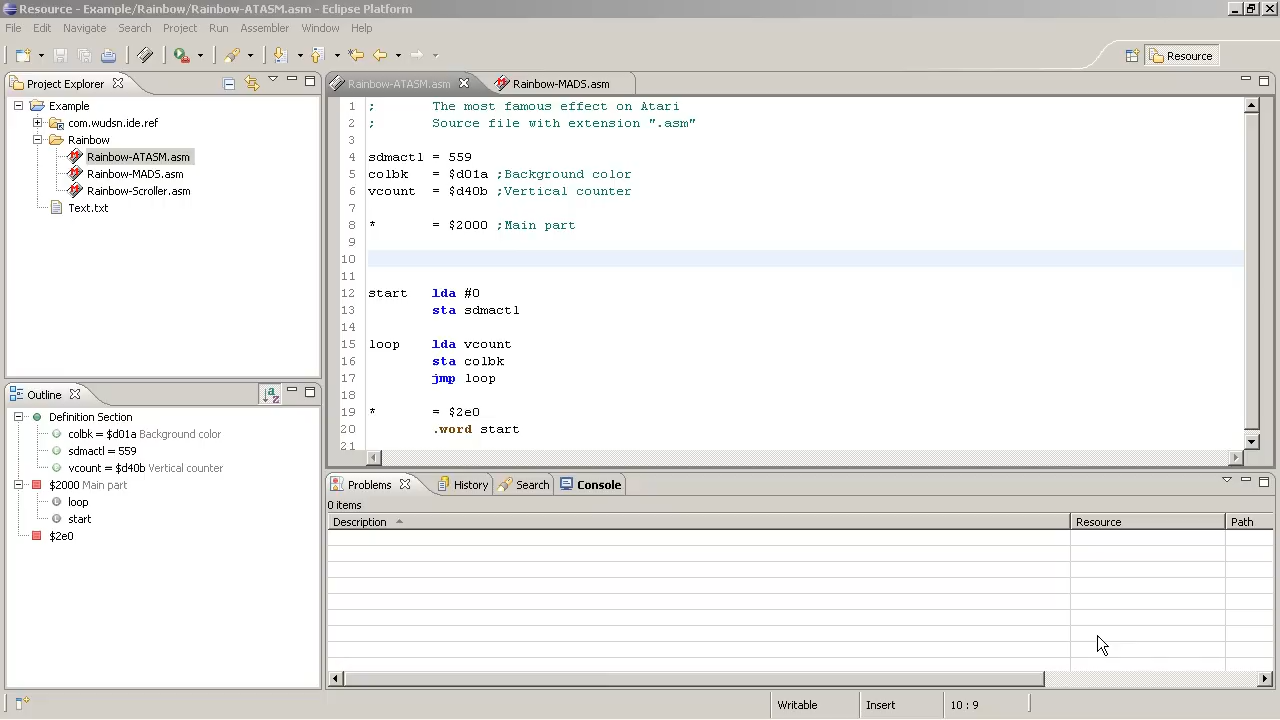 Resource - Example/Rainbow/Rainbow-ATASM.asm - Eclipse Platform
File Edit Navigate Search Project Run Assembler Window Help
Resource
Project Explorer
Example
com.wudsn.ide.ref
Rainbow
Rainbow-ATASM.asm
Rainbow-MADS.asm
Rainbow-Scroller.asm
Text.txt
Outline
Definition Section
colbk = $d01a Background color
sdmactl = 559
vcount = $d40b Vertical counter
$2000 Main part
loop
start
$2e0
Rainbow-ATASM.asm Rainbow-MADS.asm
1 ; The most famous effect on Atari
2 ; Source file with extension ".asm"
3
4 sdmactl = 559
5 colbk = $d01a ;Background color
6 vcount = $d40b ;Vertical counter
7
8 * = $2000 ;Main part
9
10
11
12 start lda #0
13 sta sdmactl
14
15 loop lda vcount
16 sta colbk
17 jmp loop
18
19 * = $2e0
20 .word start
21
Problems History Search Console
0 items
Description Resource Path
Writable Insert 10 : 9